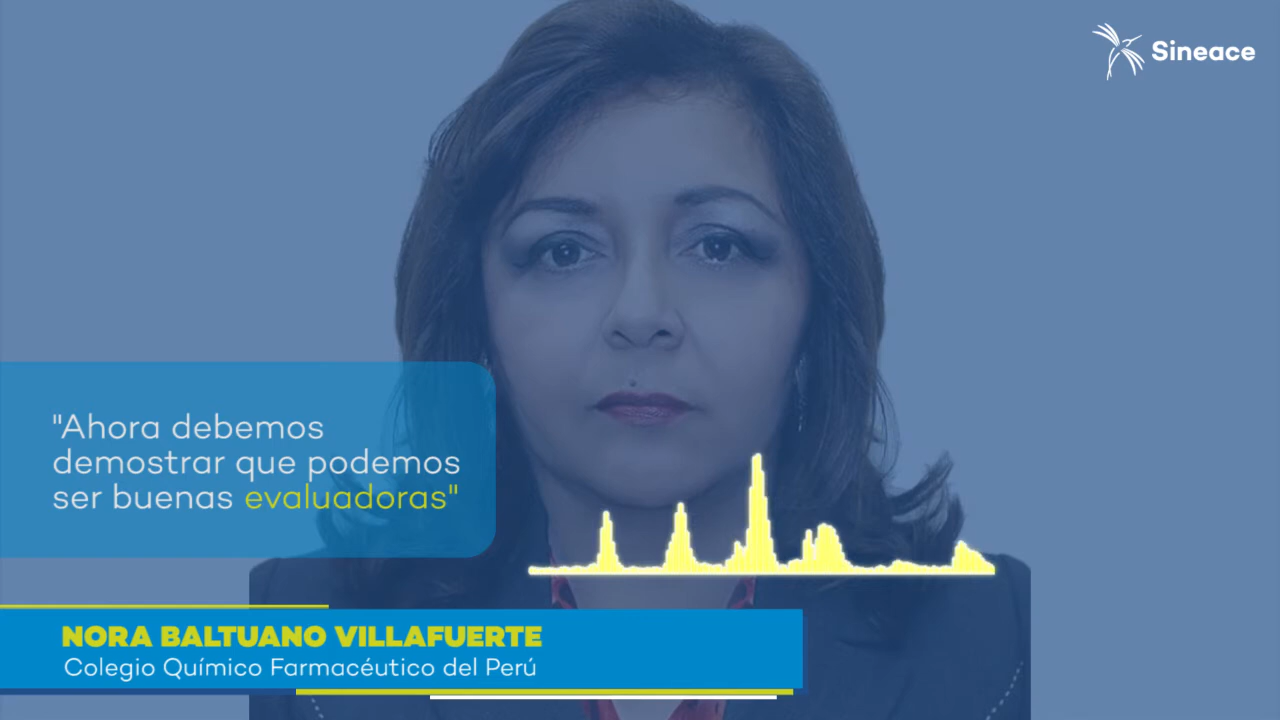 Sineace
"Ahora debemos
demostrar que podemos
ser buenas evaluadoras"
NORA BALTUANO VILLAFUERTE
Colegio Químico Farmacéutico del Perú